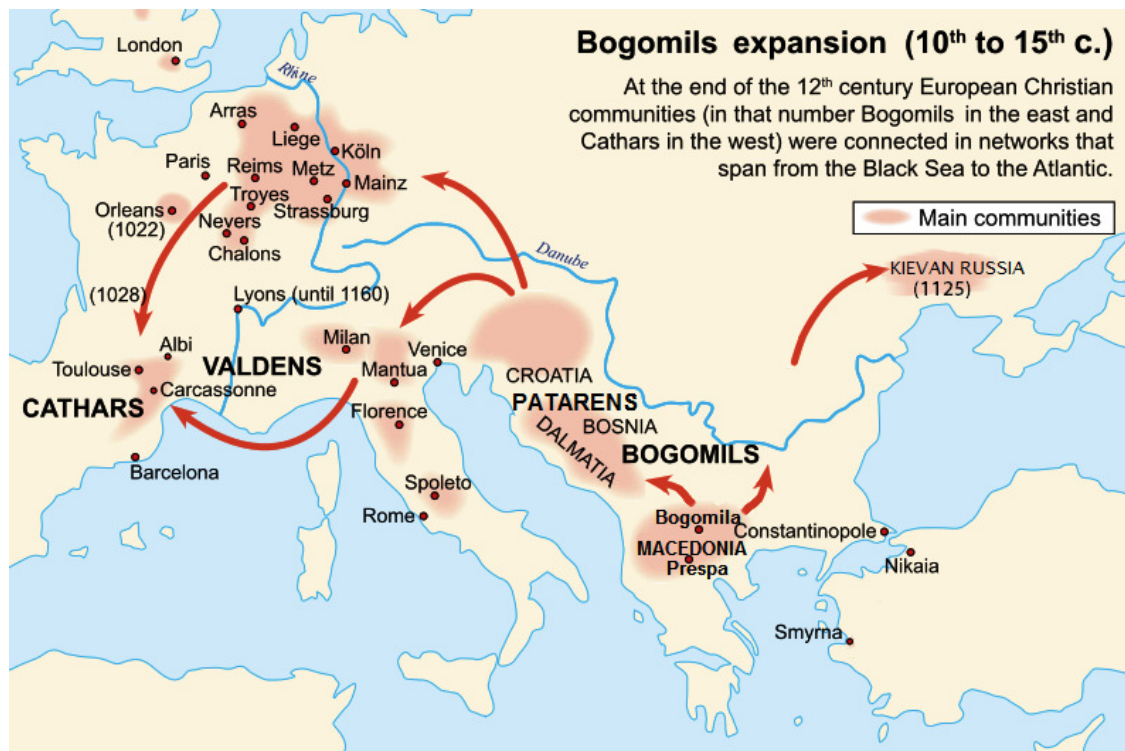 Bogomils expansion (10th to 15th c.)
At the end of the 12th century European Christian
communities (in that number Bogomils in the east and
Cathars in the west) were connected in networks that
span from the Black Sea to the Atlantic.
Main communities
London
Rhine
Arras
Liege
Köln
Paris
Reims
Metz
Mainz
Troyes
Strassburg
Orleans
(1022)
Nevers
Chalons
Danube
KIEVAN RUSSIA
(1125)
(1028)
Lyons (until 1160)
Milan
Albi
Venice
Toulouse
VALDENS
Mantua
CROATIA
Carcassonne
CATHARS
PATARENS
Florence
BOSNIA
DALMATIA
BOGOMILS
Barcelona
Spoleto
Rome
Bogomila
Constantinopole
MACEDONIA
Prespa
Nikaia
Smyrna